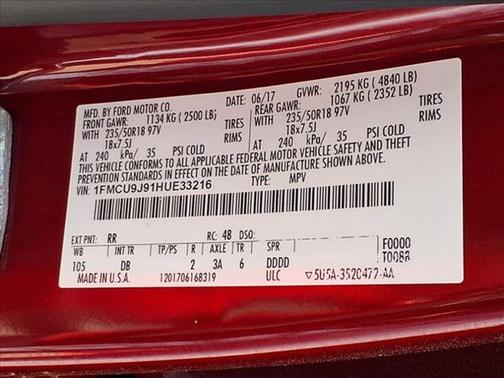 MFD. BY FORD MOTOR CO. DATE: 06/17 GVWR: 2195 KG ( 4840 LB)
FRONT GAWR: 1134 KG ( 2500 LB) REAR GAWR: 1067 KG ( 2352 LB)
WITH TIRES WITH TIRES
235/50R18 97V RIMS 235/50R18 97V RIMS
18x7.5J 18x7.5J
AT 240 kPa/ 35 PSI COLD AT 240 kPa/ 35 PSI COLD
THIS VEHICLE CONFORMS TO ALL APPLICABLE FEDERAL MOTOR VEHICLE SAFETY AND THEFT
PREVENTION STANDARDS IN EFFECT ON THE DATE OF MANUFACTURE SHOWN ABOVE.
VIN: 1FMCU9J91HUE33216 TYPE: MPV
EXT PNT: RR RC: 48 DSO: F0000
WB INT TR TP/PS R AXLE TR SPR T0088
105 DB 2 3A 6 DDDD
MADE IN U.S.A. 1201706168319 ULC 5U5A-3520472-AA